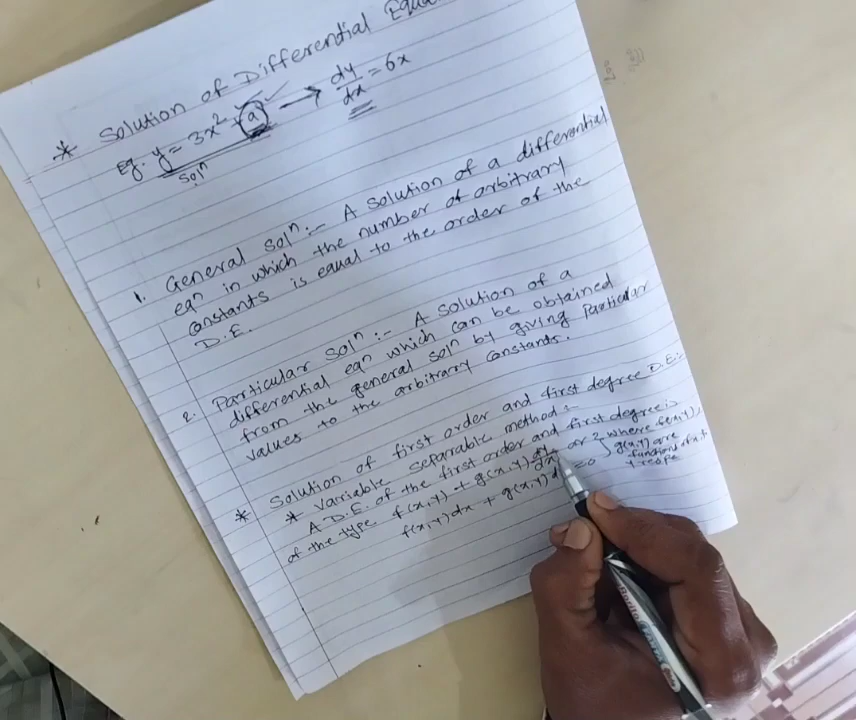 * Solution of Differential
Eg. y = 3x² + a → dy/dx = 6x
solⁿ
1. General solⁿ :- A solution of a differential
eqⁿ in which the number of arbitrary
constants is equal to the order of the
D.E.
2. Particular solⁿ :- A solution of a
differential eqⁿ which can be obtained
from the general solⁿ by giving Particular
values to the arbitrary constants.
* Solution of first order and first degree D.E:-
* Variable separable method:-
A D.E. of the first order and first degree is
of the type f(x,y) + g(x,y) dy/dx = 0 or } where f(x,y),
g(x,y) are
functions of x +
f(x,y)dx + g(x,y)